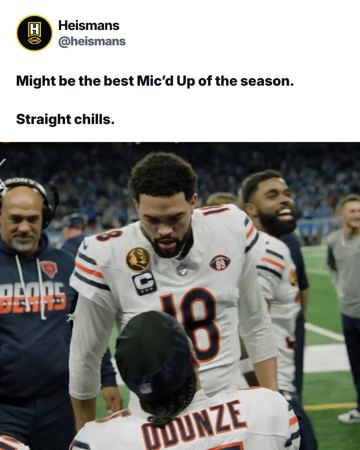 Heismans
@heismans
Might be the best Mic’d Up of the season.
Straight chills.
BEARS
18
C
ODUNZE